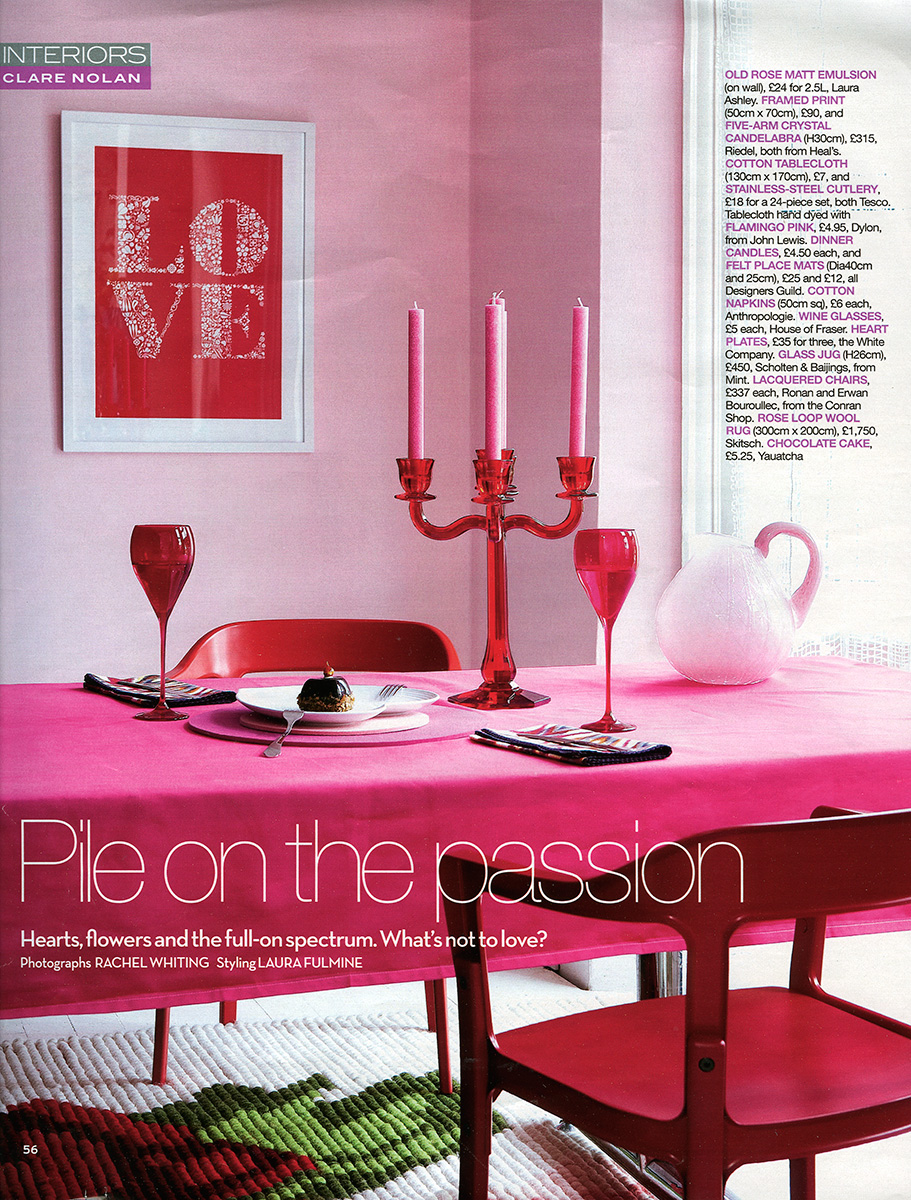 INTERIORS
CLARE NOLAN
LO
VE
OLD ROSE MATT EMULSION
(on wall), £24 for 2.5L, Laura
Ashley. FRAMED PRINT
(50cm x 70cm), £90, and
FIVE-ARM CRYSTAL
CANDELABRA (H30cm), £315,
Riedel, both from Heal's.
COTTON TABLECLOTH
(130cm x 170cm), £7, and
STAINLESS-STEEL CUTLERY,
£18 for a 24-piece set, both Tesco.
Tablecloth hand dyed with
FLAMINGO PINK, £4.95, Dylon,
from John Lewis. DINNER
CANDLES, £4.50 each, and
FELT PLACE MATS (Dia40cm
and 25cm), £25 and £12, all
Designers Guild. COTTON
NAPKINS (50cm sq), £6 each,
Anthropologie. WINE GLASSES,
£5 each, House of Fraser. HEART
PLATES, £35 for three, the White
Company. GLASS JUG (H26cm),
£450, Scholten & Baijings, from
Mint. LACQUERED CHAIRS,
£337 each, Ronan and Erwan
Bouroullec, from the Conran
Shop. ROSE LOOP WOOL
RUG (300cm x 200cm), £1,750,
Skitsch. CHOCOLATE CAKE,
£5.25, Yauatcha
Pile on the passion
Hearts, flowers and the full-on spectrum. What's not to love?
Photographs RACHEL WHITING Styling LAURA FULMINE
56